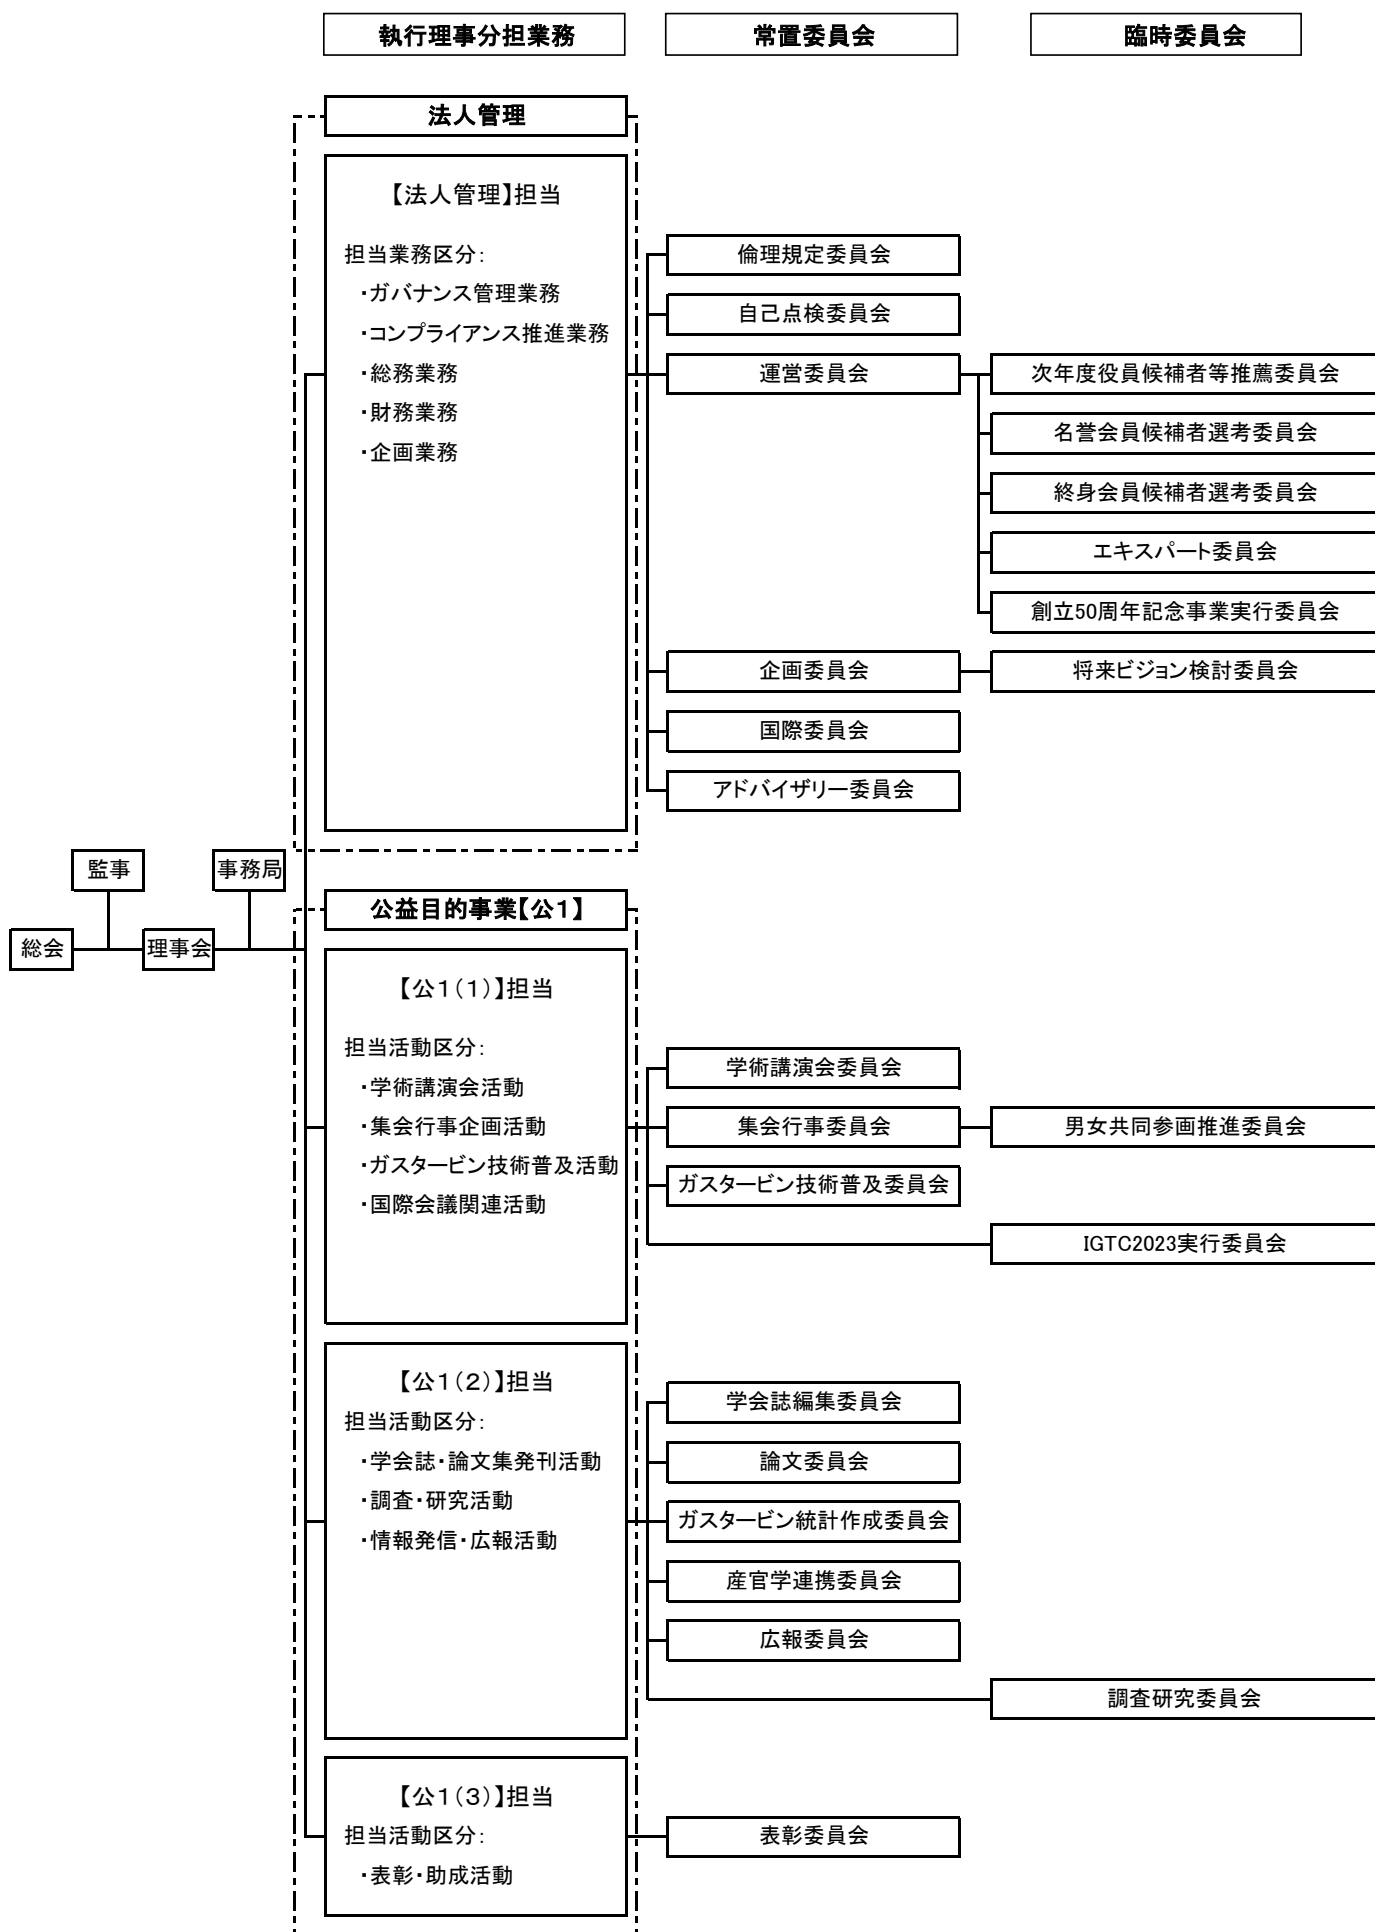 執行理事分担業務
常置委員会
臨時委員会
法人管理
【法人管理】担当
担当業務区分：
・ガバナンス管理業務
・コンプライアンス推進業務
・総務業務
・財務業務
・企画業務
倫理規定委員会
自己点検委員会
運営委員会
次年度役員候補者等推薦委員会
名誉会員候補者選考委員会
終身会員候補者選考委員会
エキスパート委員会
創立50周年記念事業実行委員会
企画委員会
将来ビジョン検討委員会
国際委員会
アドバイザリー委員会
監事
事務局
総会
理事会
公益目的事業【公１】
【公１（１）】担当
担当活動区分：
・学術講演会活動
・集会行事企画活動
・ガスタービン技術普及活動
・国際会議関連活動
学術講演会委員会
集会行事委員会
男女共同参画推進委員会
ガスタービン技術普及委員会
IGTC2023実行委員会
【公１（２）】担当
担当活動区分：
・学会誌・論文集発刊活動
・調査・研究活動
・情報発信・広報活動
学会誌編集委員会
論文委員会
ガスタービン統計作成委員会
産官学連携委員会
広報委員会
調査研究委員会
【公１（３）】担当
担当活動区分：
・表彰・助成活動
表彰委員会